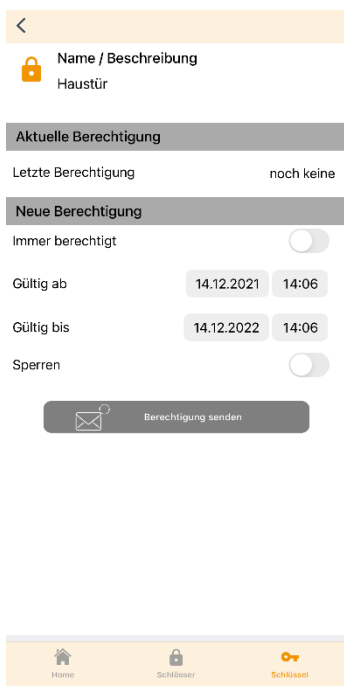 Name / Beschreibung
Haustür
Aktuelle Berechtigung
Letzte Berechtigung noch keine
Neue Berechtigung
Immer berechtigt
Gültig ab 14.12.2021 14:06
Gültig bis 14.12.2022 14:06
Sperren
Berechtigung senden
Home Schlösser Schlüssel